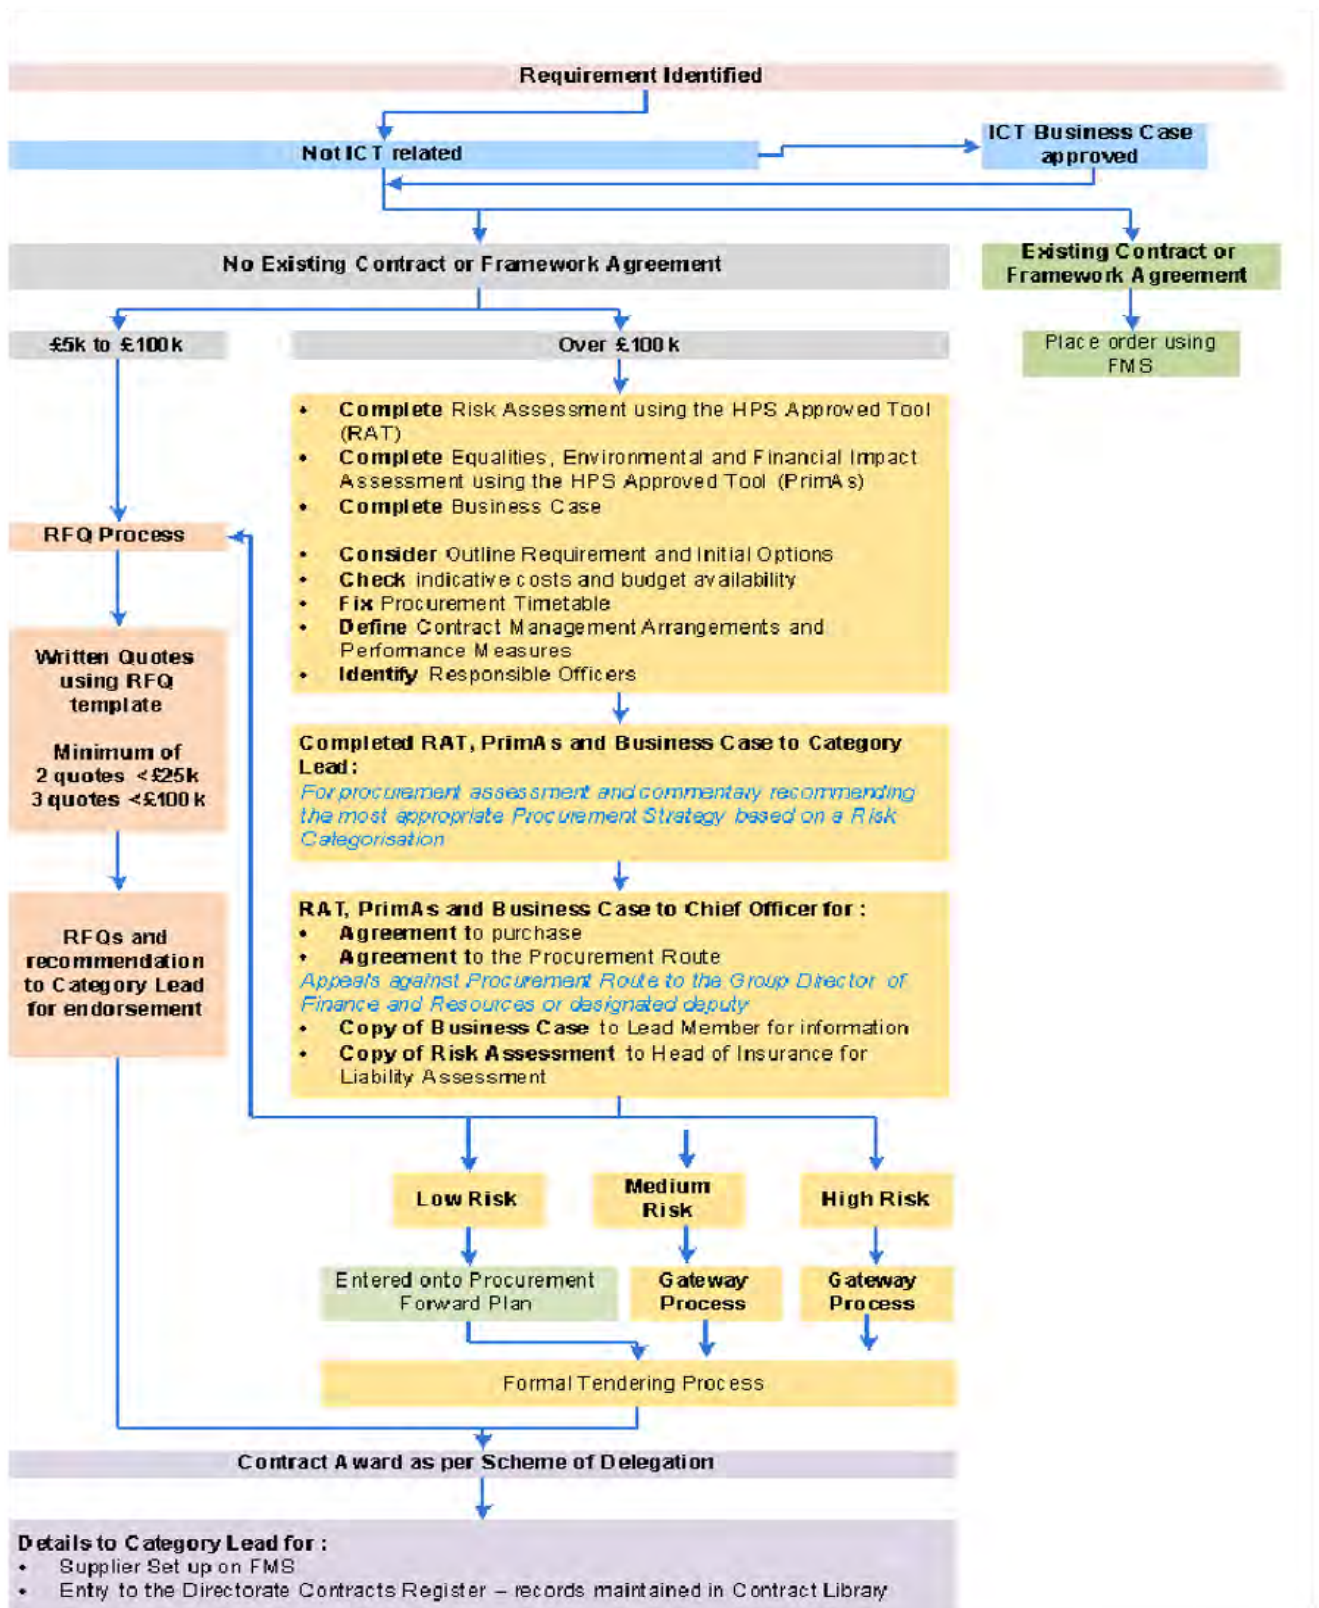 Requirement Identified
Not ICT related
ICT Business Case
approved
No Existing Contract or Framework Agreement
Existing Contract or
Framework Agreement
£5k to £100k
Over £100k
Place order using
FMS
• Complete Risk Assessment using the HPS Approved Tool
(RAT)
• Complete Equalities, Environmental and Financial Impact
Assessment using the HPS Approved Tool (PrimAs)
• Complete Business Case
• Consider Outline Requirement and Initial Options
• Check indicative costs and budget availability
• Fix Procurement Timetable
• Define Contract Management Arrangements and
Performance Measures
• Identify Responsible Officers
RFQ Process
Written Quotes
using RFQ
template
Minimum of
2 quotes <£25k
3 quotes <£100k
Completed RAT, PrimAs and Business Case to Category
Lead:
For procurement assessment and commentary recommending
the most appropriate Procurement Strategy based on a Risk
Categorisation
RFQs and
recommendation
to Category Lead
for endorsement
RAT, PrimAs and Business Case to Chief Officer for:
• Agreement to purchase
• Agreement to the Procurement Route
Appeals against Procurement Route to the Group Director of
Finance and Resources or designated deputy
• Copy of Business Case to Lead Member for information
• Copy of Risk Assessment to Head of Insurance for
Liability Assessment
Low Risk
Medium
Risk
High Risk
Entered onto Procurement
Forward Plan
Gateway
Process
Gateway
Process
Formal Tendering Process
Contract Award as per Scheme of Delegation
Details to Category Lead for:
• Supplier Set up on FMS
• Entry to the Directorate Contracts Register – records maintained in Contract Library